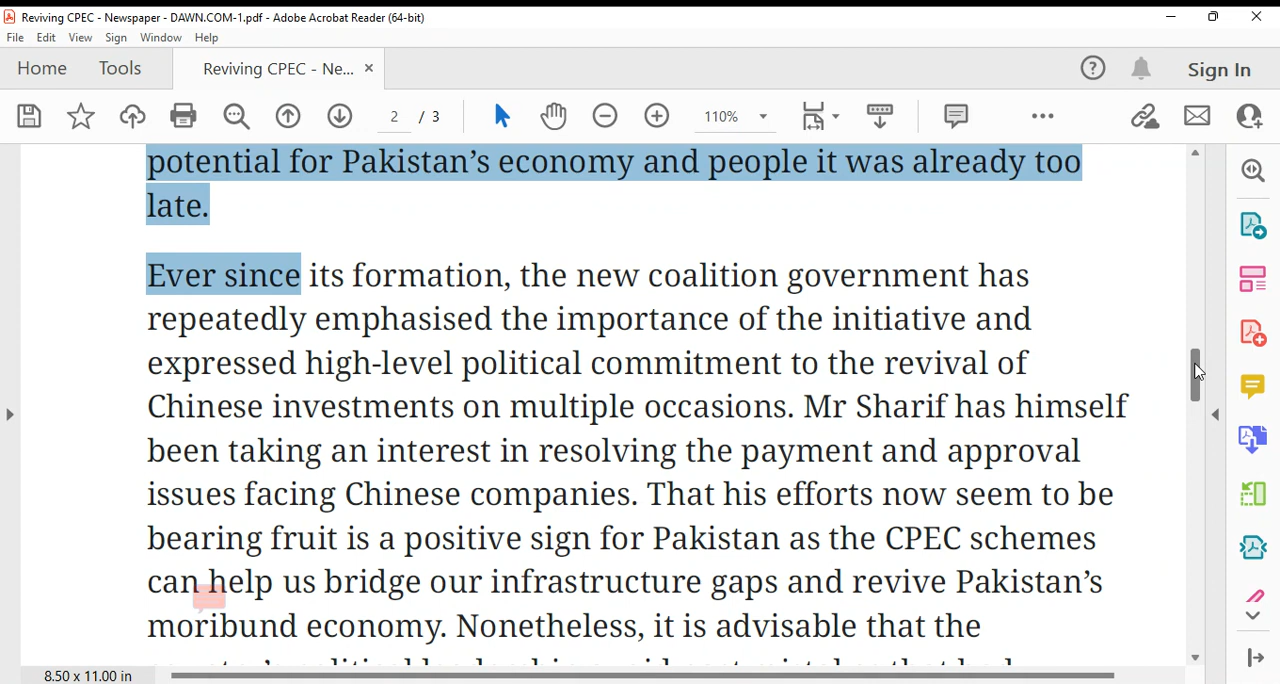 Reviving CPEC - Newspaper - DAWN.COM-1.pdf - Adobe Acrobat Reader (64-bit)
File Edit View Sign Window Help
Home Tools Reviving CPEC - Ne... × Sign In
2 / 3 110%
potential for Pakistan’s economy and people it was already too
late.
Ever since its formation, the new coalition government has
repeatedly emphasised the importance of the initiative and
expressed high-level political commitment to the revival of
Chinese investments on multiple occasions. Mr Sharif has himself
been taking an interest in resolving the payment and approval
issues facing Chinese companies. That his efforts now seem to be
bearing fruit is a positive sign for Pakistan as the CPEC schemes
can help us bridge our infrastructure gaps and revive Pakistan’s
moribund economy. Nonetheless, it is advisable that the
8.50 x 11.00 in